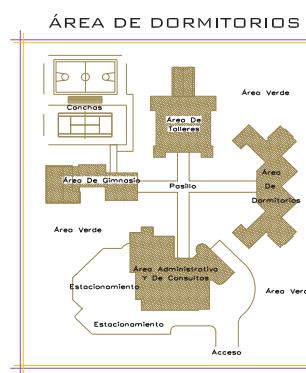 ÁREA DE DORMITORIOS
Canchas
Área Verde
Área De
Talleres
Área De Gimnasio
Pasillo
Área
De
Dormitorios
Área Verde
Área Administrativo
Y De Consultas
Estacionamiento
Área Verd
Estacionamiento
Acceso